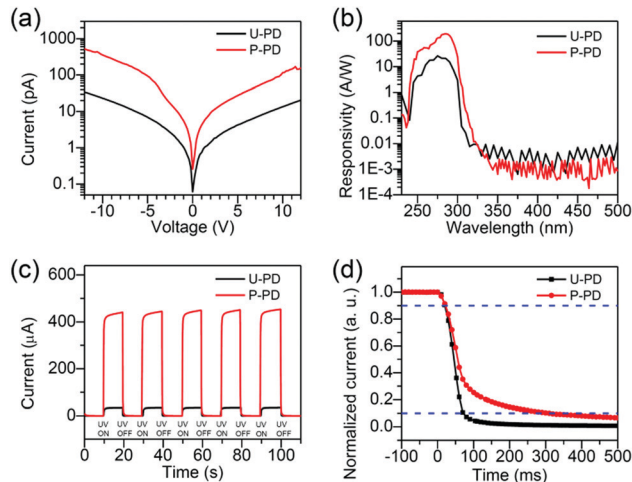 (a)
U-PD
P-PD
1000
100
10
1
0.1
Current (pA)
-10
-5
0
5
10
Voltage (V)
(b)
U-PD
P-PD
100
10
1
0.1
0.01
1E-3
1E-4
Responsivity (A/W)
250
300
350
400
450
500
Wavelength (nm)
(c)
U-PD
P-PD
600
400
200
0
Current (μA)
UV UV UV UV UV UV UV UV UV UV
ON OFF ON OFF ON OFF ON OFF ON OFF
0
20
40
60
80
100
Time (s)
(d)
U-PD
P-PD
1.0
0.8
0.6
0.4
0.2
0.0
Normalized current (a. u.)
-100
0
100
200
300
400
500
Time (ms)